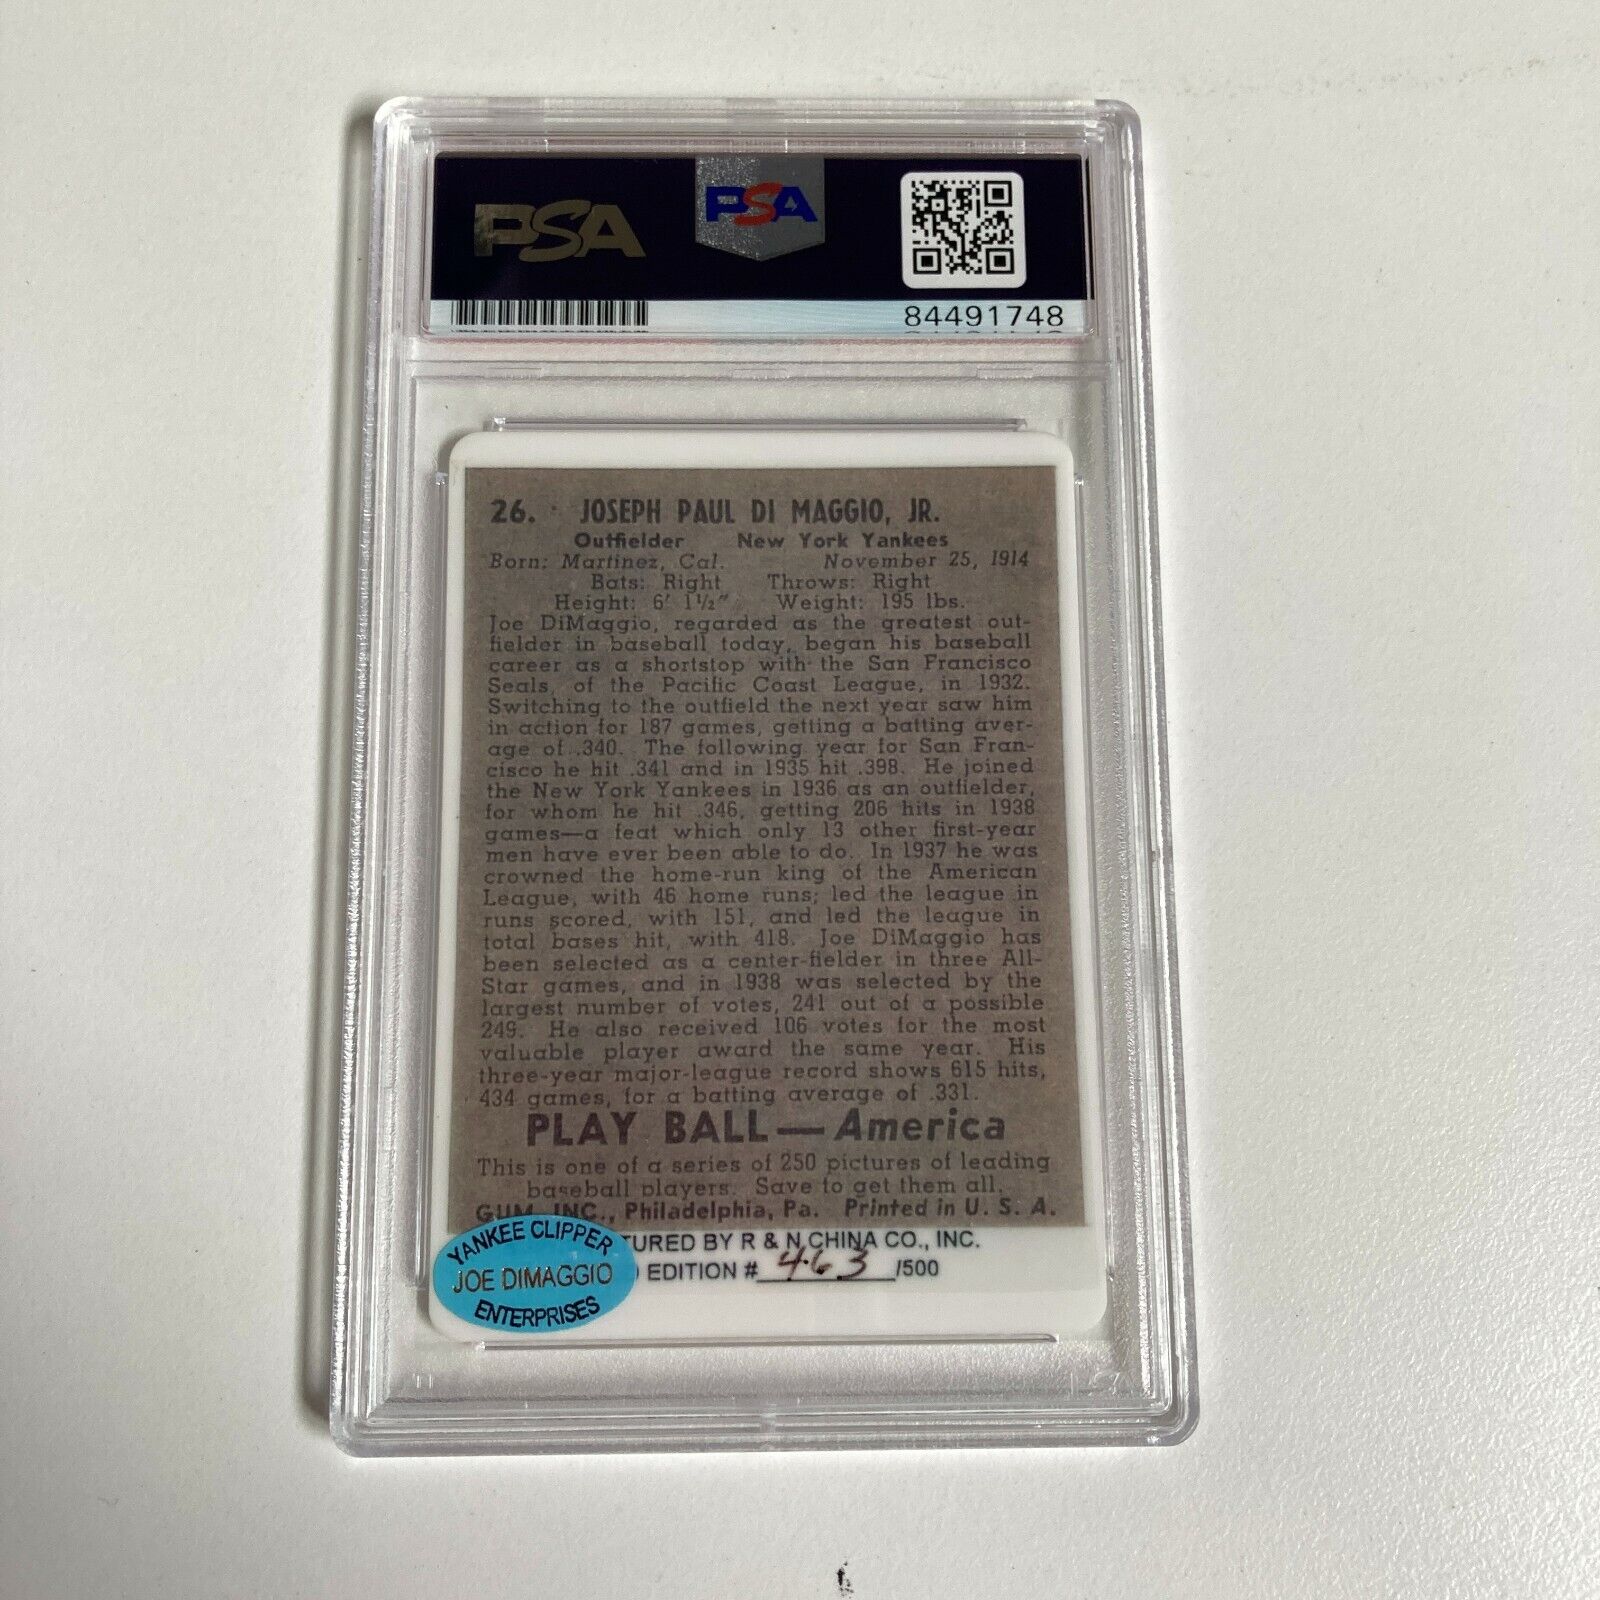 PSA
PSA
84491748
26. JOSEPH PAUL DI MAGGIO, JR.
Outfielder New York Yankees
Born: Martinez, Cal. November 25, 1914
Bats: Right Throws: Right
Height: 6' 1½" Weight: 195 lbs.
Joe DiMaggio, regarded as the greatest out-
fielder in baseball today, began his baseball
career as a shortstop with the San Francisco
Seals, of the Pacific Coast League, in 1932.
Switching to the outfield the next year saw him
in action for 187 games, getting a batting aver-
age of .340. The following year for San Fran-
cisco he hit .341 and in 1935 hit .398. He joined
the New York Yankees in 1936 as an outfielder,
for whom he hit .346, getting 206 hits in 1938
games—a feat which only 13 other first-year
men have ever been able to do. In 1937 he was
crowned the home-run king of the American
League, with 46 home runs; led the league in
runs scored, with 151, and led the league in
total bases hit, with 418. Joe DiMaggio has
been selected as a center-fielder in three All-
Star games, and in 1938 was selected by the
largest number of votes, 241 out of a possible
249. He also received 106 votes for the most
valuable player award the same year. His
three-year major-league record shows 615 hits,
434 games, for a batting average of .331.
PLAY BALL—America
This is one of a series of 250 pictures of leading
baseball players. Save to get them all.
GUM, INC., Philadelphia, Pa. Printed in U. S. A.
TURED BY R & N CHINA CO., INC.
EDITION # 463 /500
YANKEE CLIPPER
JOE DIMAGGIO
ENTERPRISES